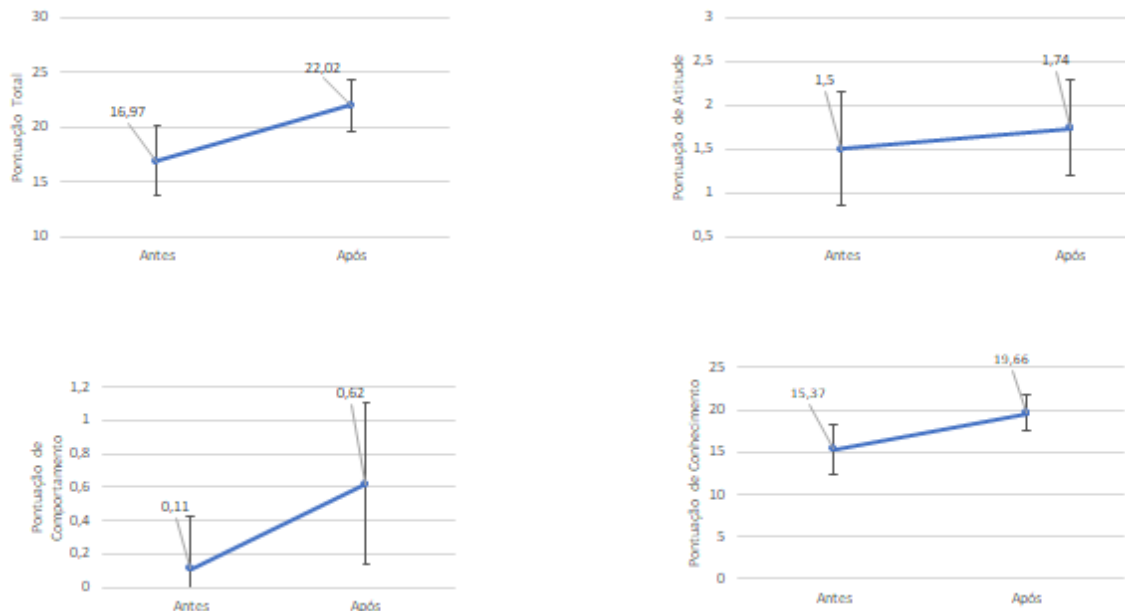 30
25
20
15
10
Pontuação Total
16,97
22,02
Antes
Após
3
2,5
2
1,5
1
0,5
Pontuação de Atitude
1,5
1,74
Antes
Após
1,2
1
0,8
0,6
0,4
0,2
0
Pontuação de
Comportamento
0,11
0,62
Antes
Após
25
20
15
10
5
0
Pontuação de Conhecimento
15,37
19,66
Antes
Após